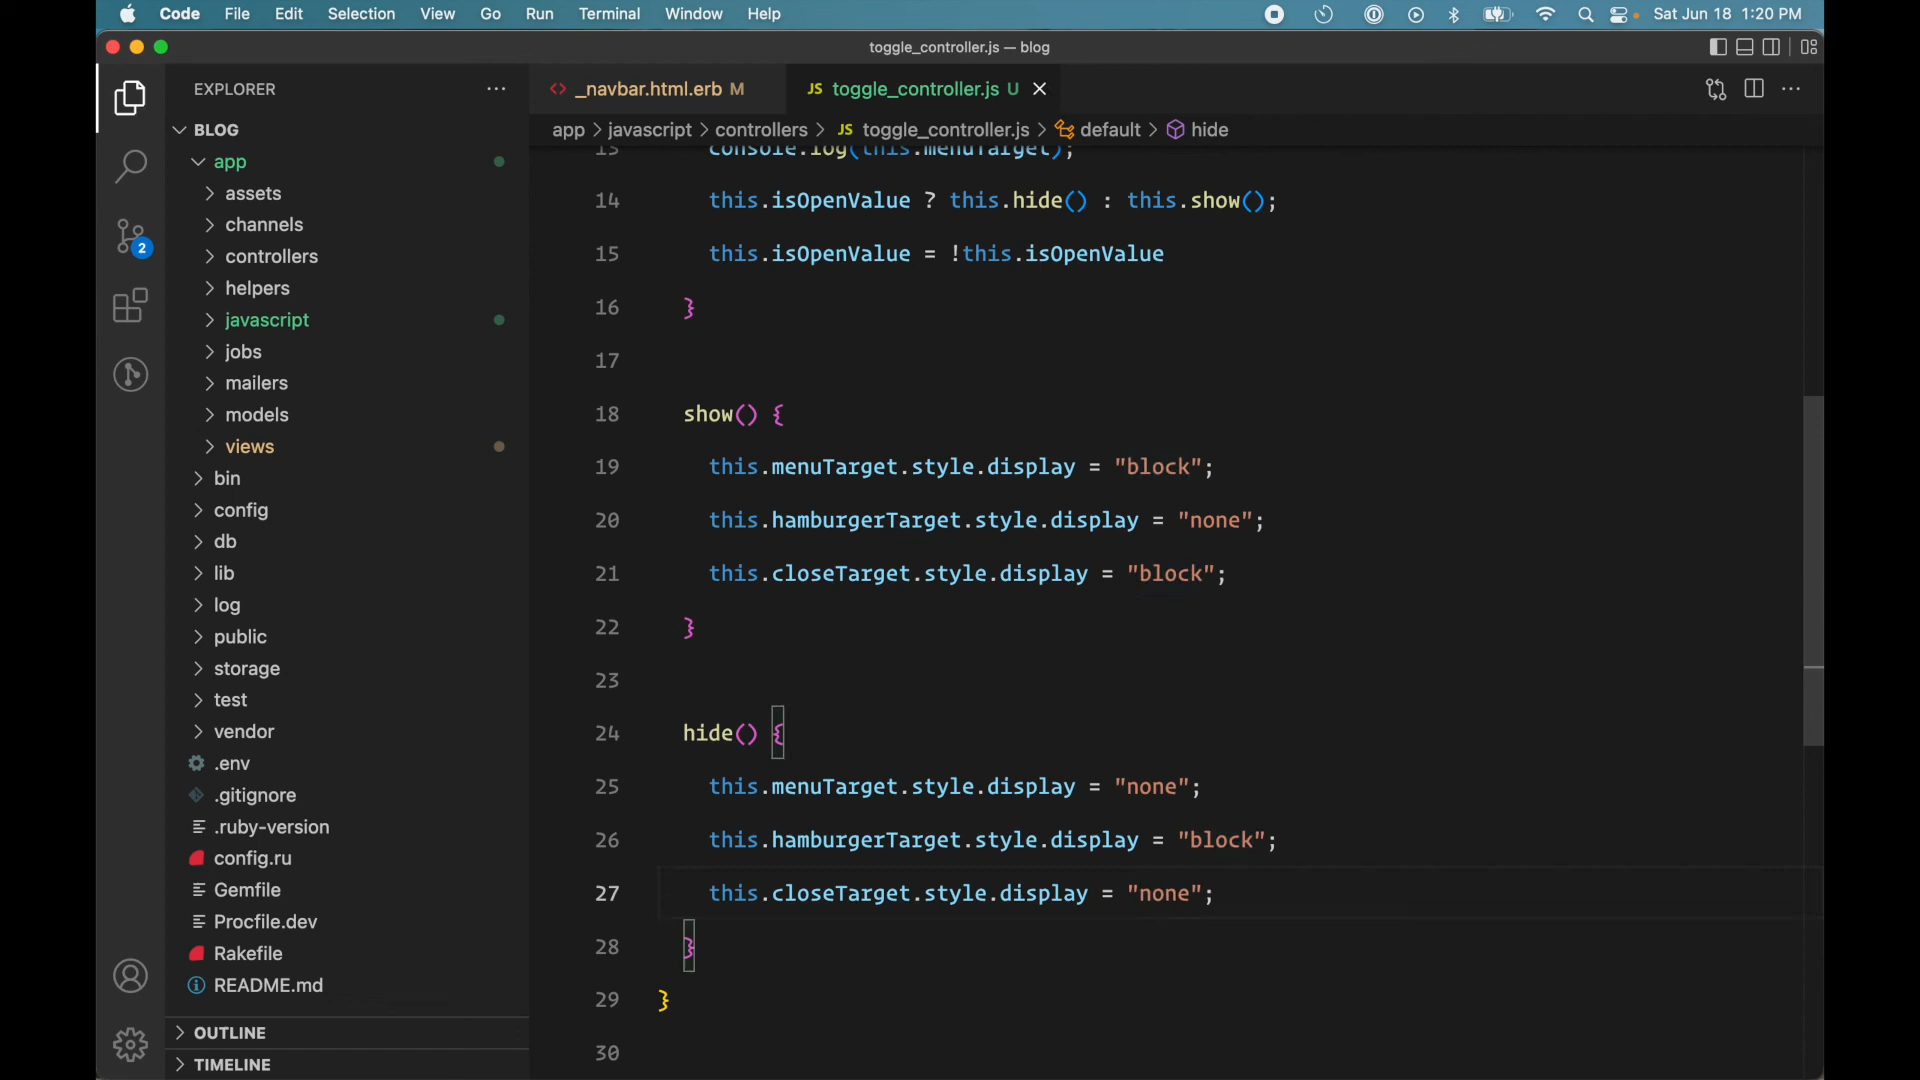 Code File Edit Selection View Go Run Terminal Window Help Sat Jun 18 1:20 PM
toggle_controller.js — blog
EXPLORER
_navbar.html.erb M
JS toggle_controller.js U
app > javascript > controllers > JS toggle_controller.js > default > hide
BLOG
app
assets
channels
controllers
helpers
javascript
jobs
mailers
models
views
bin
config
db
lib
log
public
storage
test
vendor
.env
.gitignore
.ruby-version
config.ru
Gemfile
Procfile.dev
Rakefile
README.md
OUTLINE
TIMELINE
2
13 console.log(this.menuTarget);
14 this.isOpenValue ? this.hide() : this.show();
15 this.isOpenValue = !this.isOpenValue
16 }
17
18 show() {
19 this.menuTarget.style.display = "block";
20 this.hamburgerTarget.style.display = "none";
21 this.closeTarget.style.display = "block";
22 }
23
24 hide() {
25 this.menuTarget.style.display = "none";
26 this.hamburgerTarget.style.display = "block";
27 this.closeTarget.style.display = "none";
28 }
29 }
30